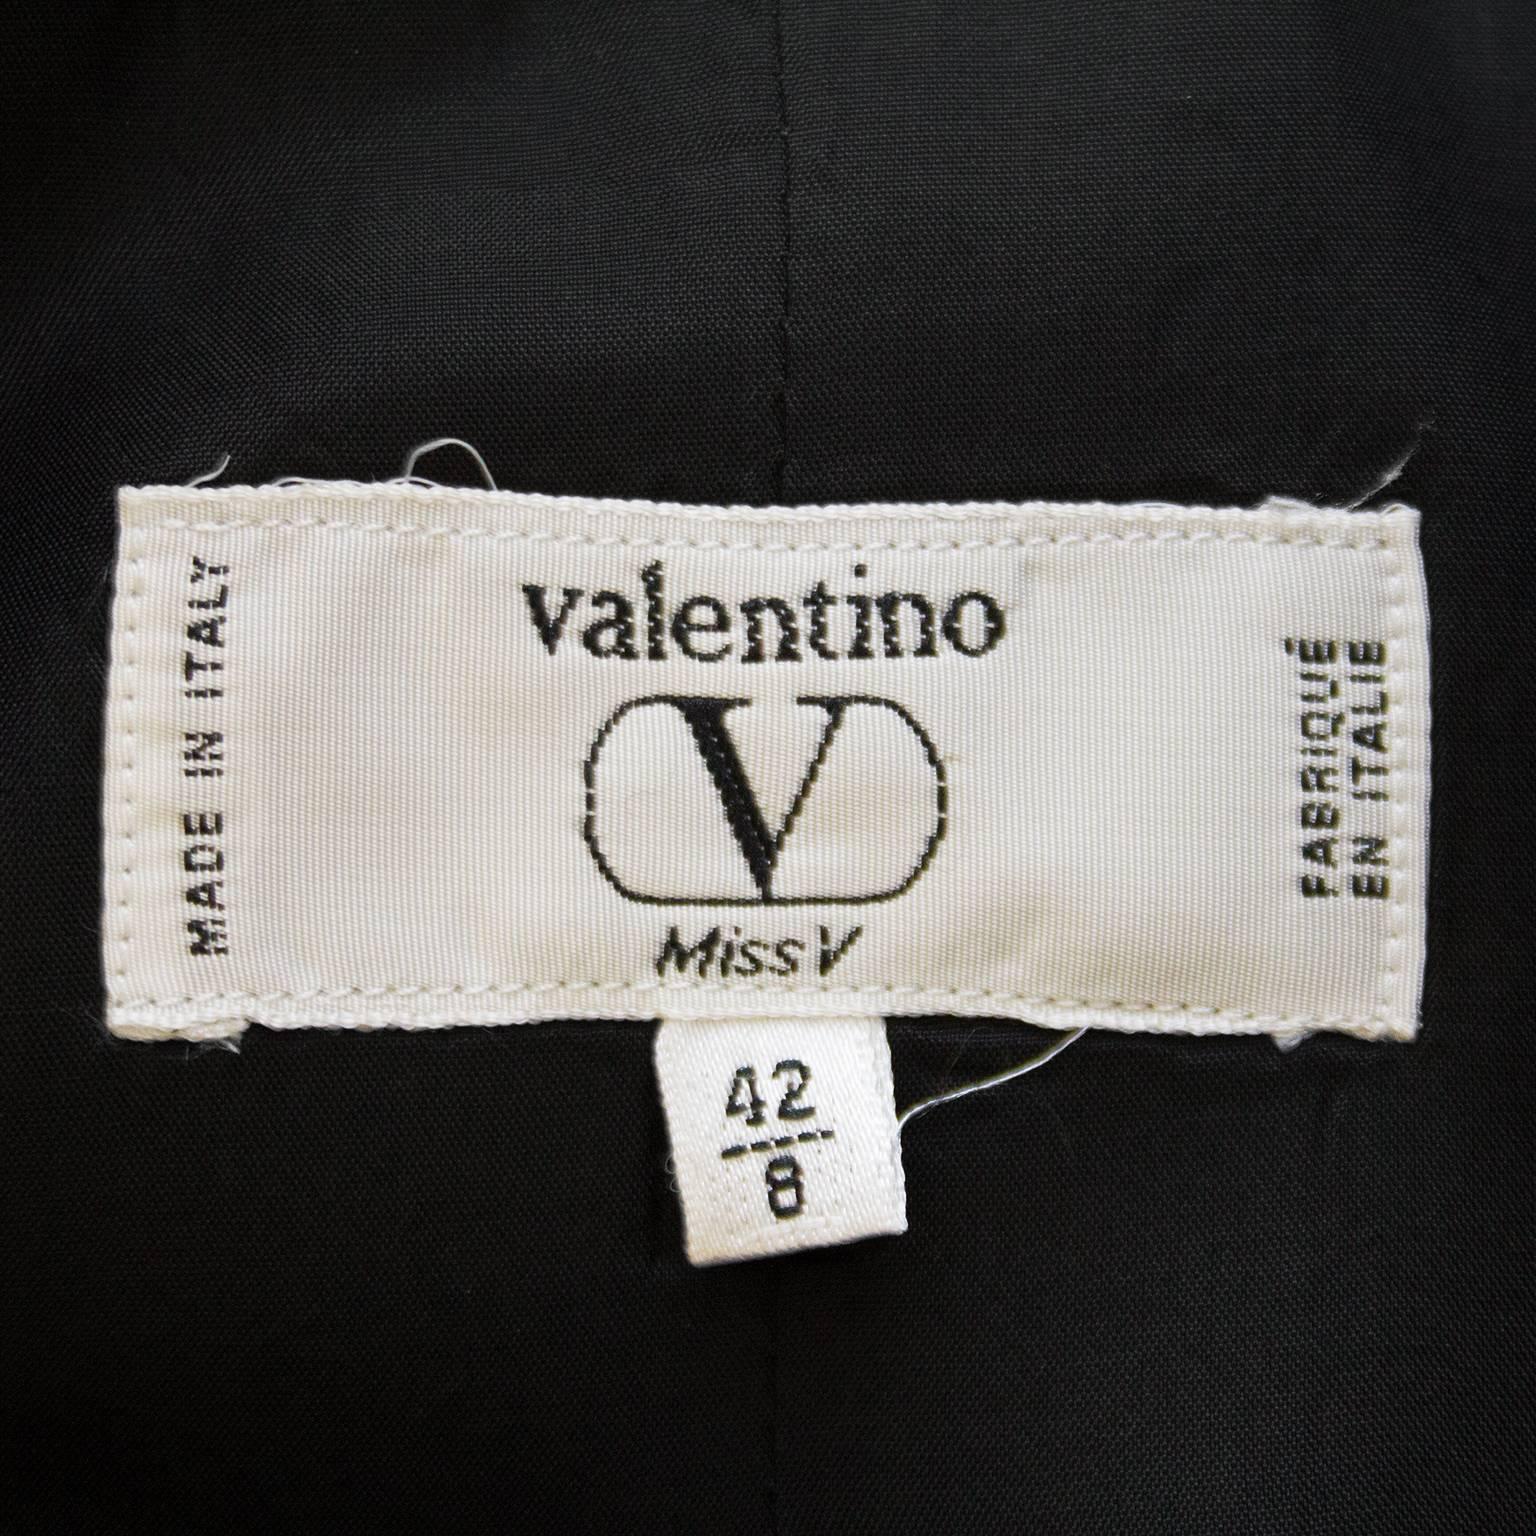 MADE IN ITALY
valentino
V
Miss V
FABRIQUÉ
EN ITALIE
42
8